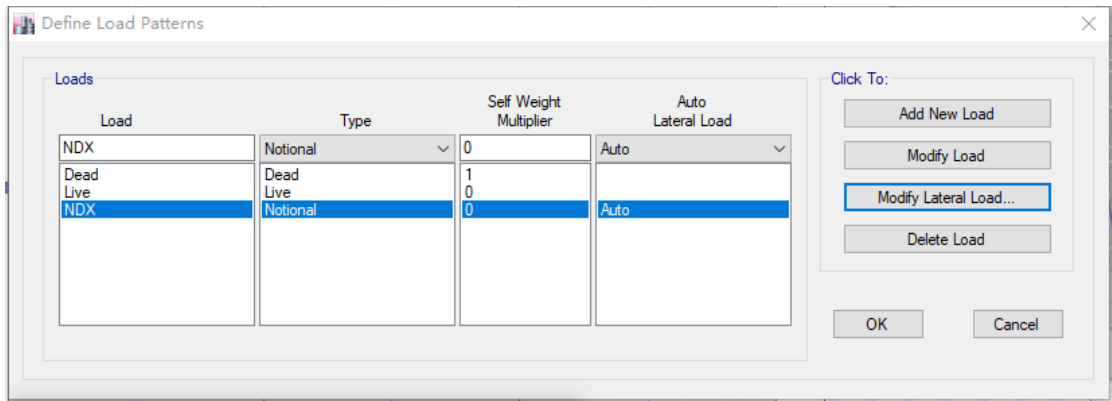 Define Load Patterns
Loads
Click To:
Load
Type
Self Weight
Multiplier
Auto
Lateral Load
NDX
Notional
0
Auto
Dead
Dead
1
Live
Live
0
NDX
Notional
0
Auto
Add New Load
Modify Load
Modify Lateral Load...
Delete Load
OK
Cancel